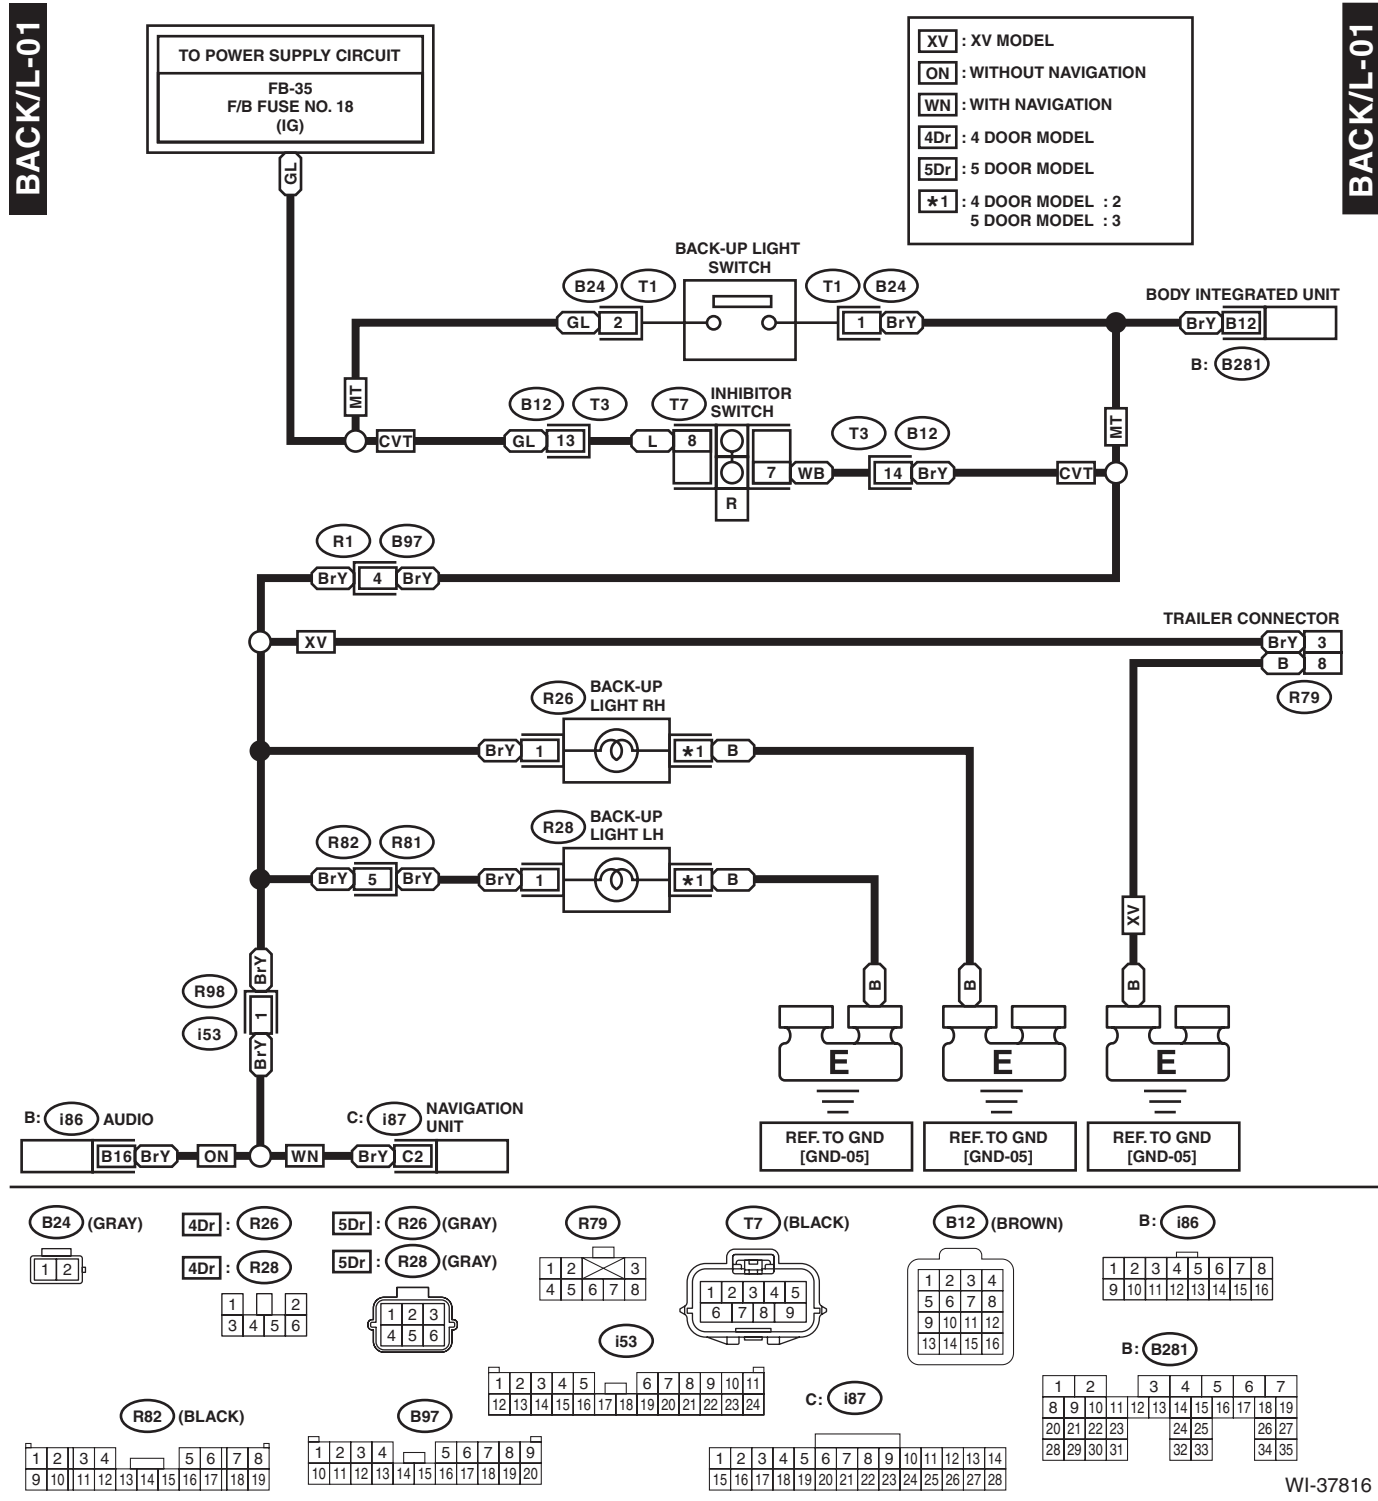 BACK/L-01
BACK/L-01
TO POWER SUPPLY CIRCUIT
FB-35
F/B FUSE NO. 18
(IG)
XV : XV MODEL
ON : WITHOUT NAVIGATION
WN : WITH NAVIGATION
4Dr : 4 DOOR MODEL
5Dr : 5 DOOR MODEL
*1 : 4 DOOR MODEL : 2
5 DOOR MODEL : 3
GL
BACK-UP LIGHT
SWITCH
B24 T1 T1 B24
GL 2 1 BrY
BODY INTEGRATED UNIT
BrY B12
B: B281
MT
INHIBITOR
SWITCH
B12 T3 T7
T3 B12
MT
CVT GL 13 L 8
7 WB 14 BrY CVT
R
R1 B97
BrY 4 BrY
TRAILER CONNECTOR
XV
BrY 3
B 8
R79
R26 BACK-UP
LIGHT RH
BrY 1 *1 B
R28 BACK-UP
LIGHT LH
R82 R81
BrY 5 BrY BrY 1 *1 B
XV
BrY
R98
1
i53
BrY
B B B
E E E
B: i86 AUDIO
C: i87 NAVIGATION
UNIT
B16 BrY ON WN BrY C2
REF. TO GND
[GND-05]
REF. TO GND
[GND-05]
REF. TO GND
[GND-05]
B24 (GRAY)
1 2
4Dr : R26
4Dr : R28
1 2
3 4 5 6
5Dr : R26 (GRAY)
5Dr : R28 (GRAY)
1 2 3
4 5 6
R79
1 2 3
4 5 6 7 8
T7 (BLACK)
1 2 3 4 5
6 7 8 9
B12 (BROWN)
1 2 3 4
5 6 7 8
9 10 11 12
13 14 15 16
B: i86
1 2 3 4 5 6 7 8
9 10 11 12 13 14 15 16
i53
1 2 3 4 5 6 7 8 9 10 11
12 13 14 15 16 17 18 19 20 21 22 23 24
B: B281
1 2 3 4 5 6 7
8 9 10 11 12 13 14 15 16 17 18 19
20 21 22 23 24 25 26 27
28 29 30 31 32 33 34 35
R82 (BLACK)
1 2 3 4 5 6 7 8
9 10 11 12 13 14 15 16 17 18 19
B97
1 2 3 4 5 6 7 8 9
10 11 12 13 14 15 16 17 18 19 20
C: i87
1 2 3 4 5 6 7 8 9 10 11 12 13 14
15 16 17 18 19 20 21 22 23 24 25 26 27 28
WI-37816